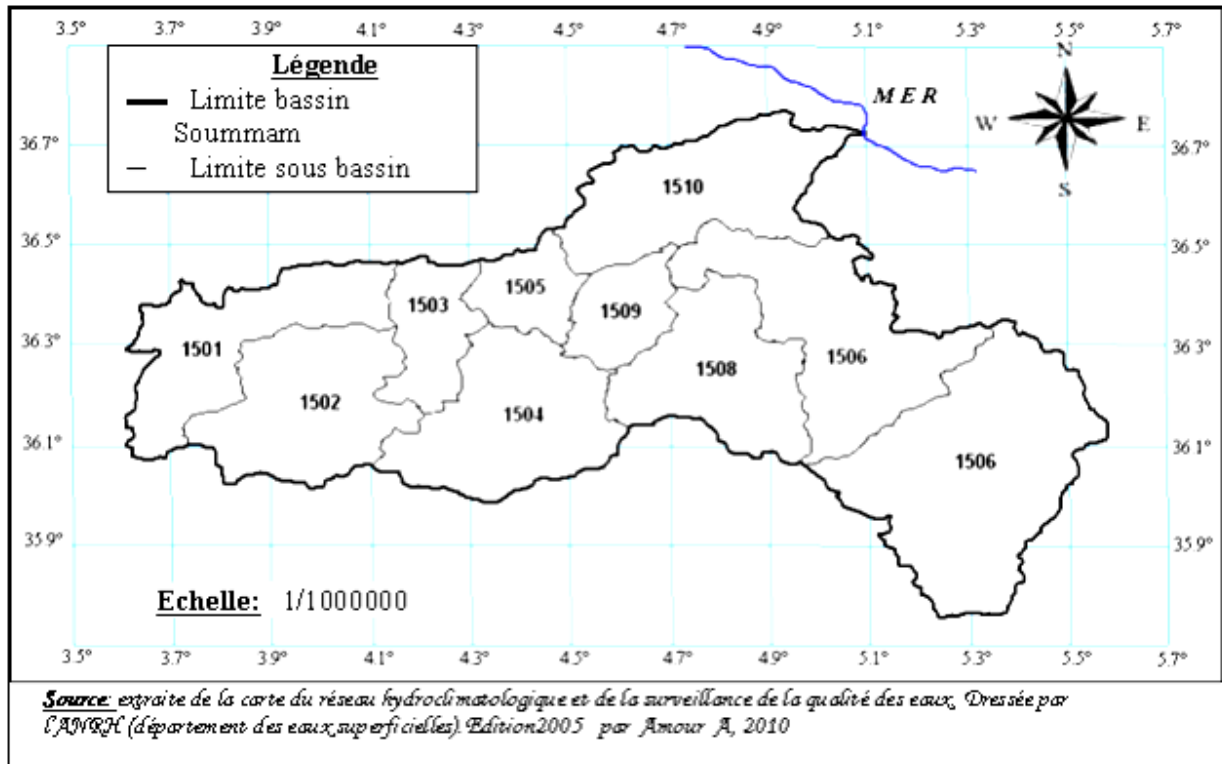 3.5° 3.7° 3.9° 4.1° 4.3° 4.5° 4.7° 4.9° 5.1° 5.3° 5.5° 5.7°
Légende
Limite bassin
Soummam
Limite sous bassin
MER
N
W E
S
36.7° 36.7°
1510
36.5° 36.5°
1505
1503
1509
36.3° 36.3°
1501
1506
1508
1502
1504
36.1° 36.1°
1506
35.9° 35.9°
Echelle: 1/1000000
3.5° 3.7° 3.9° 4.1° 4.3° 4.5° 4.7° 4.9° 5.1° 5.3° 5.5° 5.7°
Source: extraite de la carte du réseau hydroclimatologique et de la surveillance de la qualité des eaux. Dressée par
l'ANRH (département des eaux superficielles). Edition2005 par Amour A, 2010